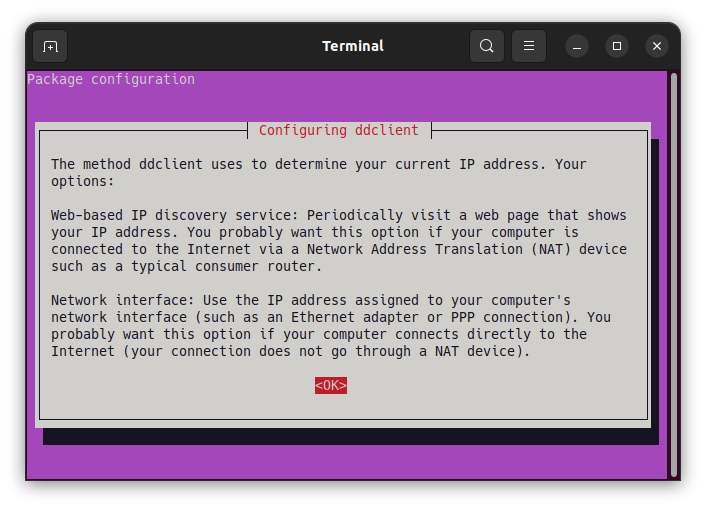 Terminal
Package configuration
Configuring ddclient
The method ddclient uses to determine your current IP address. Your
options:
Web-based IP discovery service: Periodically visit a web page that shows
your IP address. You probably want this option if your computer is
connected to the Internet via a Network Address Translation (NAT) device
such as a typical consumer router.
Network interface: Use the IP address assigned to your computer's
network interface (such as an Ethernet adapter or PPP connection). You
probably want this option if your computer connects directly to the
Internet (your connection does not go through a NAT device).
<OK>